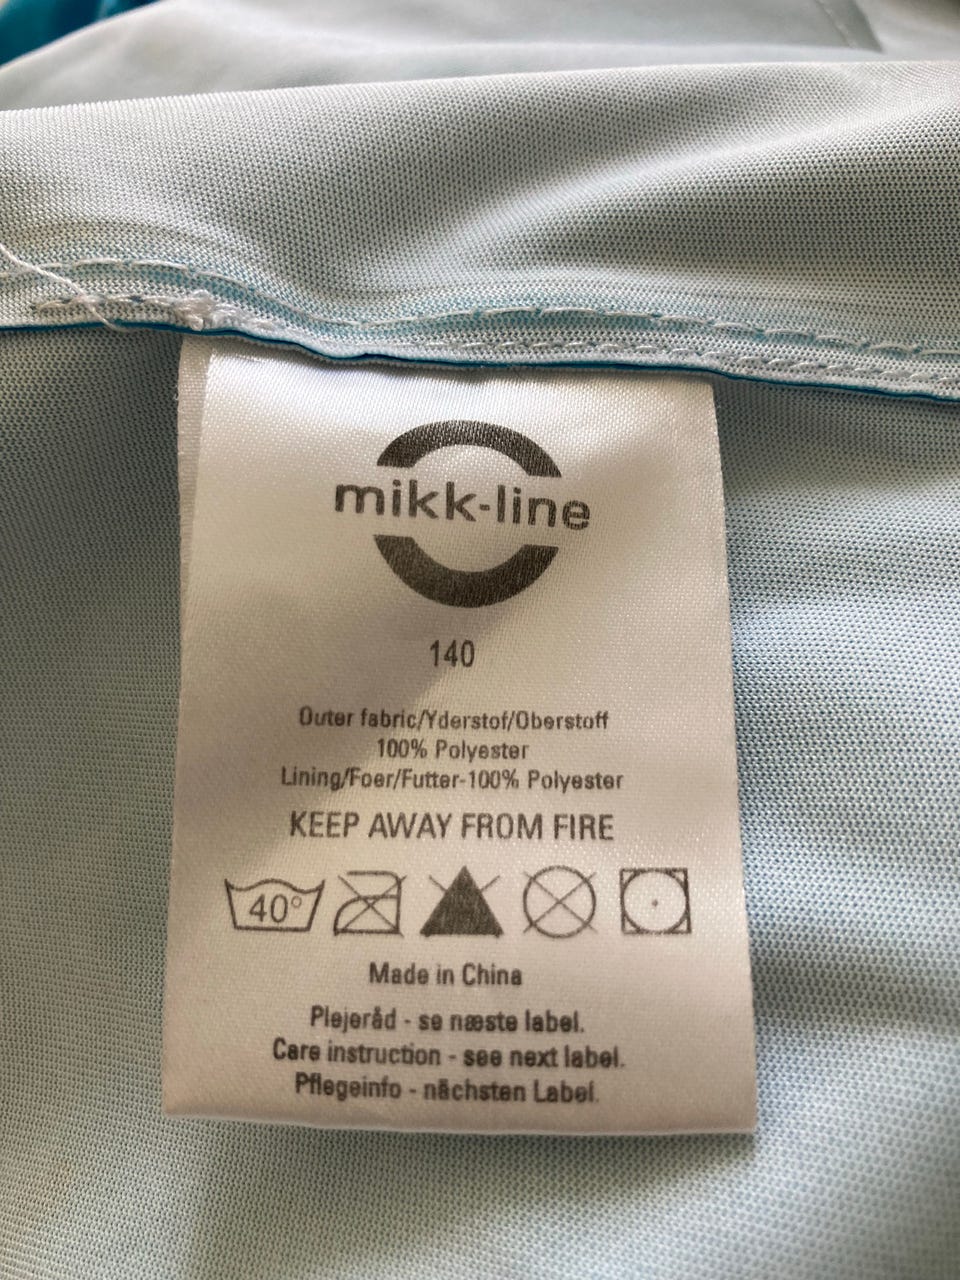 mikk-line
140
Outer fabric/Yderstof/Oberstoff
100% Polyester
Lining/Foer/Futter-100% Polyester
KEEP AWAY FROM FIRE
40°
Made in China
Plejeråd - se næste label.
Care instruction - see next label.
Pflegeinfo - nächsten Label.